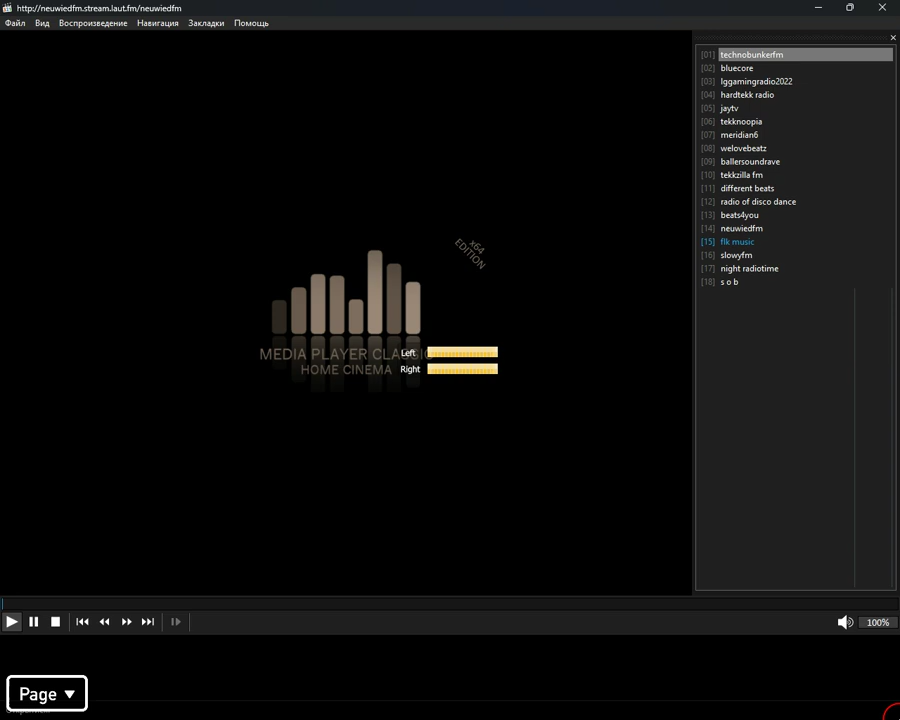 http://neuwiedfm.stream.laut.fm/neuwiedfm
Файл Вид Воспроизведение Навигация Закладки Помощь
[01] technobunkerfm
[02] bluecore
[03] lggamingradio2022
[04] hardtekk radio
[05] jaytv
[06] tekknoopia
[07] meridian6
[08] welovebeatz
[09] ballersoundrave
[10] tekkzilla fm
[11] different beats
[12] radio of disco dance
[13] beats4you
[14] neuwiedfm
[15] flk music
[16] slowyfm
[17] night radiotime
[18] s o b
x64
EDITION
MEDIA PLAYER CLASSIC
HOME CINEMA
Left
Right
100%
Page